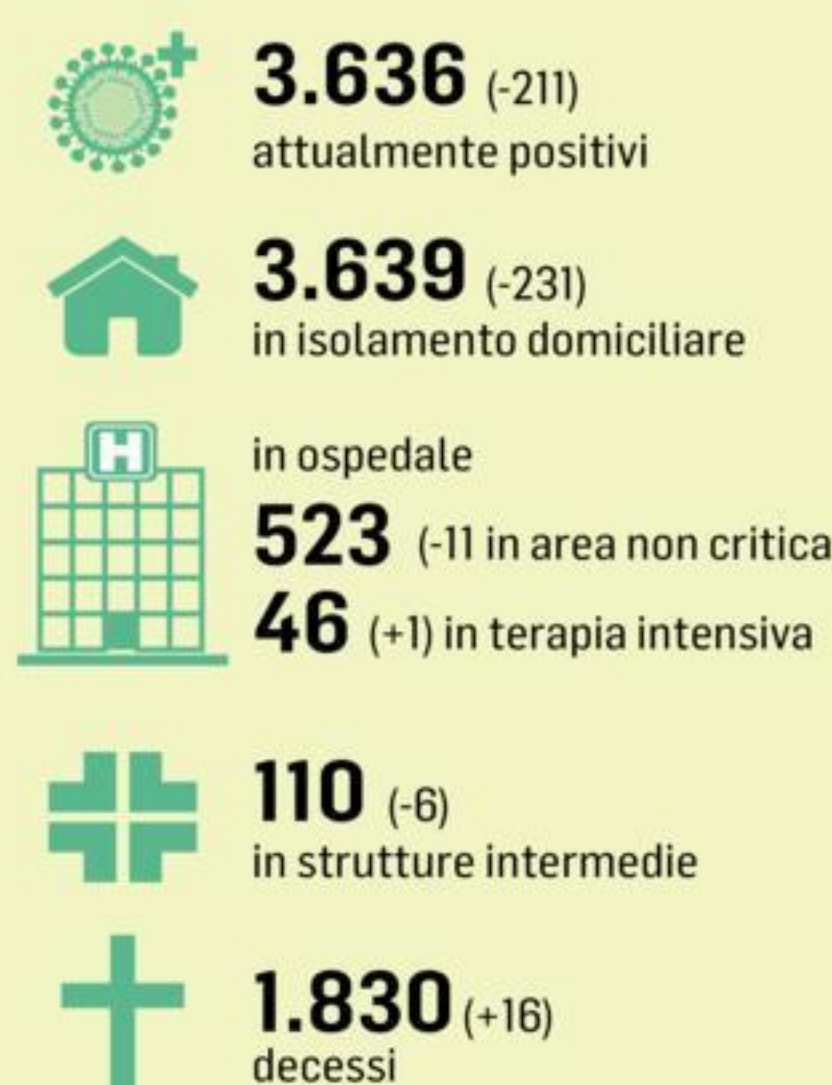 3.636 (-211)
attualmente positivi
3.639 (-231)
in isolamento domiciliare
H
in ospedale
523 (-11 in area non critica
46 (+1) in terapia intensiva
110 (-6)
in strutture intermedie
1.830 (+16)
decessi